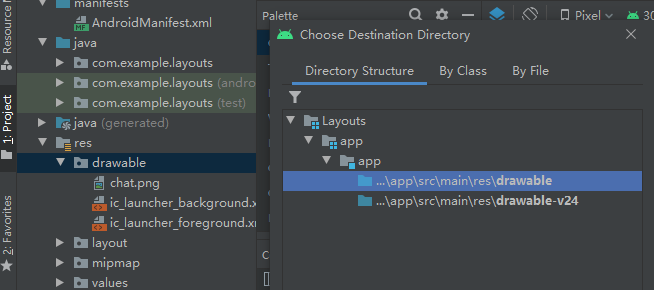 Resource M
1: Project
2: Favorites
manifests
AndroidManifest.xml
java
com.example.layouts
com.example.layouts (andro
com.example.layouts (test)
java (generated)
res
drawable
chat.png
ic_launcher_background.x
ic_launcher_foreground.xm
layout
mipmap
values
Palette
Pixel
Choose Destination Directory
Directory Structure
By Class
By File
Layouts
app
app
...\app\src\main\res\drawable
...\app\src\main\res\drawable-v24